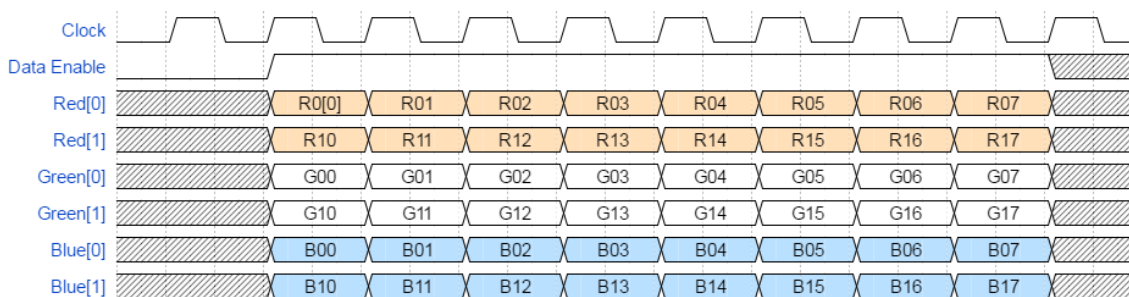 Clock
Data Enable
Red[0] R0[0] R01 R02 R03 R04 R05 R06 R07
Red[1] R10 R11 R12 R13 R14 R15 R16 R17
Green[0] G00 G01 G02 G03 G04 G05 G06 G07
Green[1] G10 G11 G12 G13 G14 G15 G16 G17
Blue[0] B00 B01 B02 B03 B04 B05 B06 B07
Blue[1] B10 B11 B12 B13 B14 B15 B16 B17